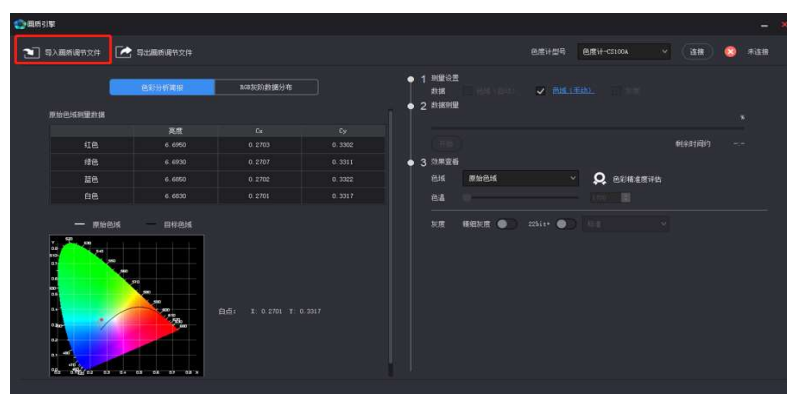 画质引擎
导入画质调节文件
导出画质调节文件
色度计型号 色度计-CS100A 连接 未连接
色彩分析简报 RGB灰阶数据分布
原始色域测量数据
亮度 Cx Cy
红色 6.6950 0.2703 0.3302
绿色 6.6930 0.2707 0.3311
蓝色 6.6850 0.2702 0.3322
白色 6.6830 0.2701 0.3317
原始色域 目标色域
白点: X: 0.2701 Y: 0.3317
1 测量设置
数据 色域(手动)
2 数据测量
%
剩余时间约 --:--
3 效果查看
色域 原始色域 色彩精准度评估
色温
灰度 精细灰度 22bit+